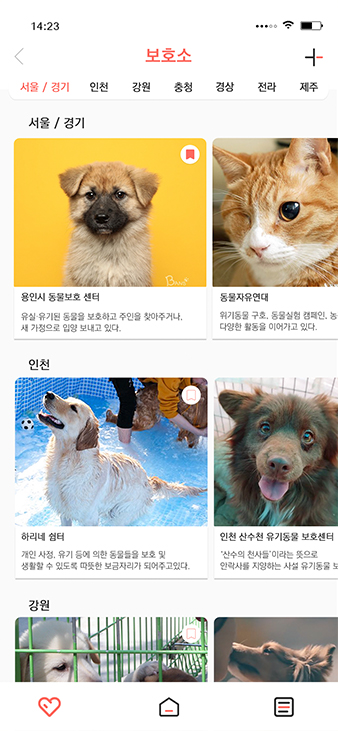 14:23
보호소
서울 / 경기 인천 강원 충청 경상 전라 제주
서울 / 경기
용인시 동물보호 센터
유실·유기된 동물을 보호하고 주인을 찾아주거나,
새 가정으로 입양 보내고 있다.
동물자유연대
위기동물 구호, 동물실험 캠페인, 농
다양한 활동을 이어가고 있다.
인천
하리네 쉼터
개인 사정, 유기 등에 의한 동물들을 보호 및
생활할 수 있도록 따뜻한 보금자리가 되어주고있다.
인천 산수천 유기동물 보호센터
'산수의 천사들'이라는 뜻으로
안락사를 지양하는 사설 유기동물 보
강원